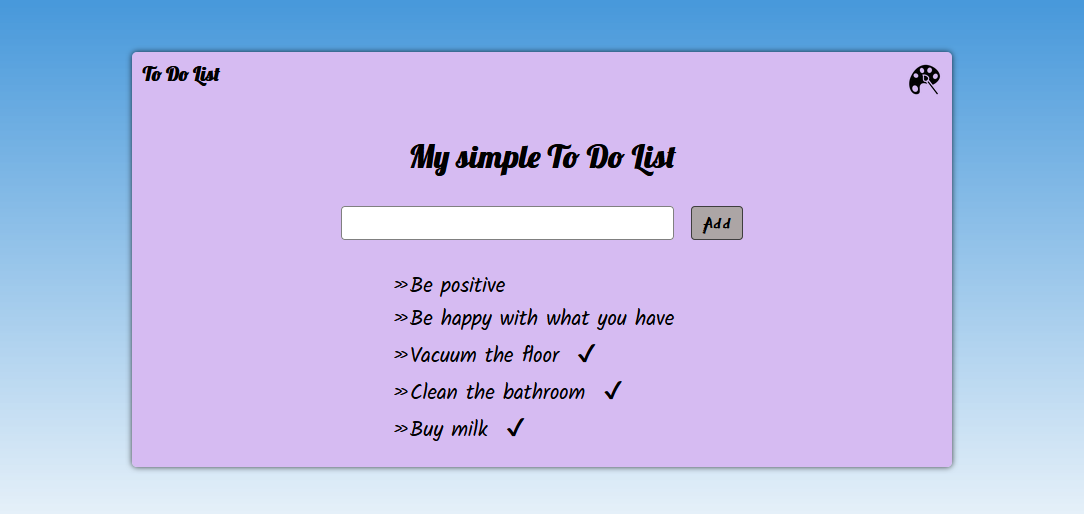 To Do List
My simple To Do List
Add
»Be positive
»Be happy with what you have
»Vacuum the floor ✓
»Clean the bathroom ✓
»Buy milk ✓